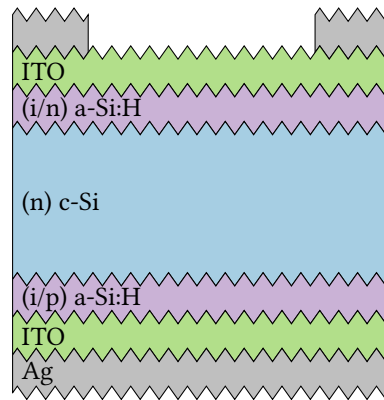 ITO
(i/n) a-Si:H
(n) c-Si
(i/p) a-Si:H
ITO
Ag